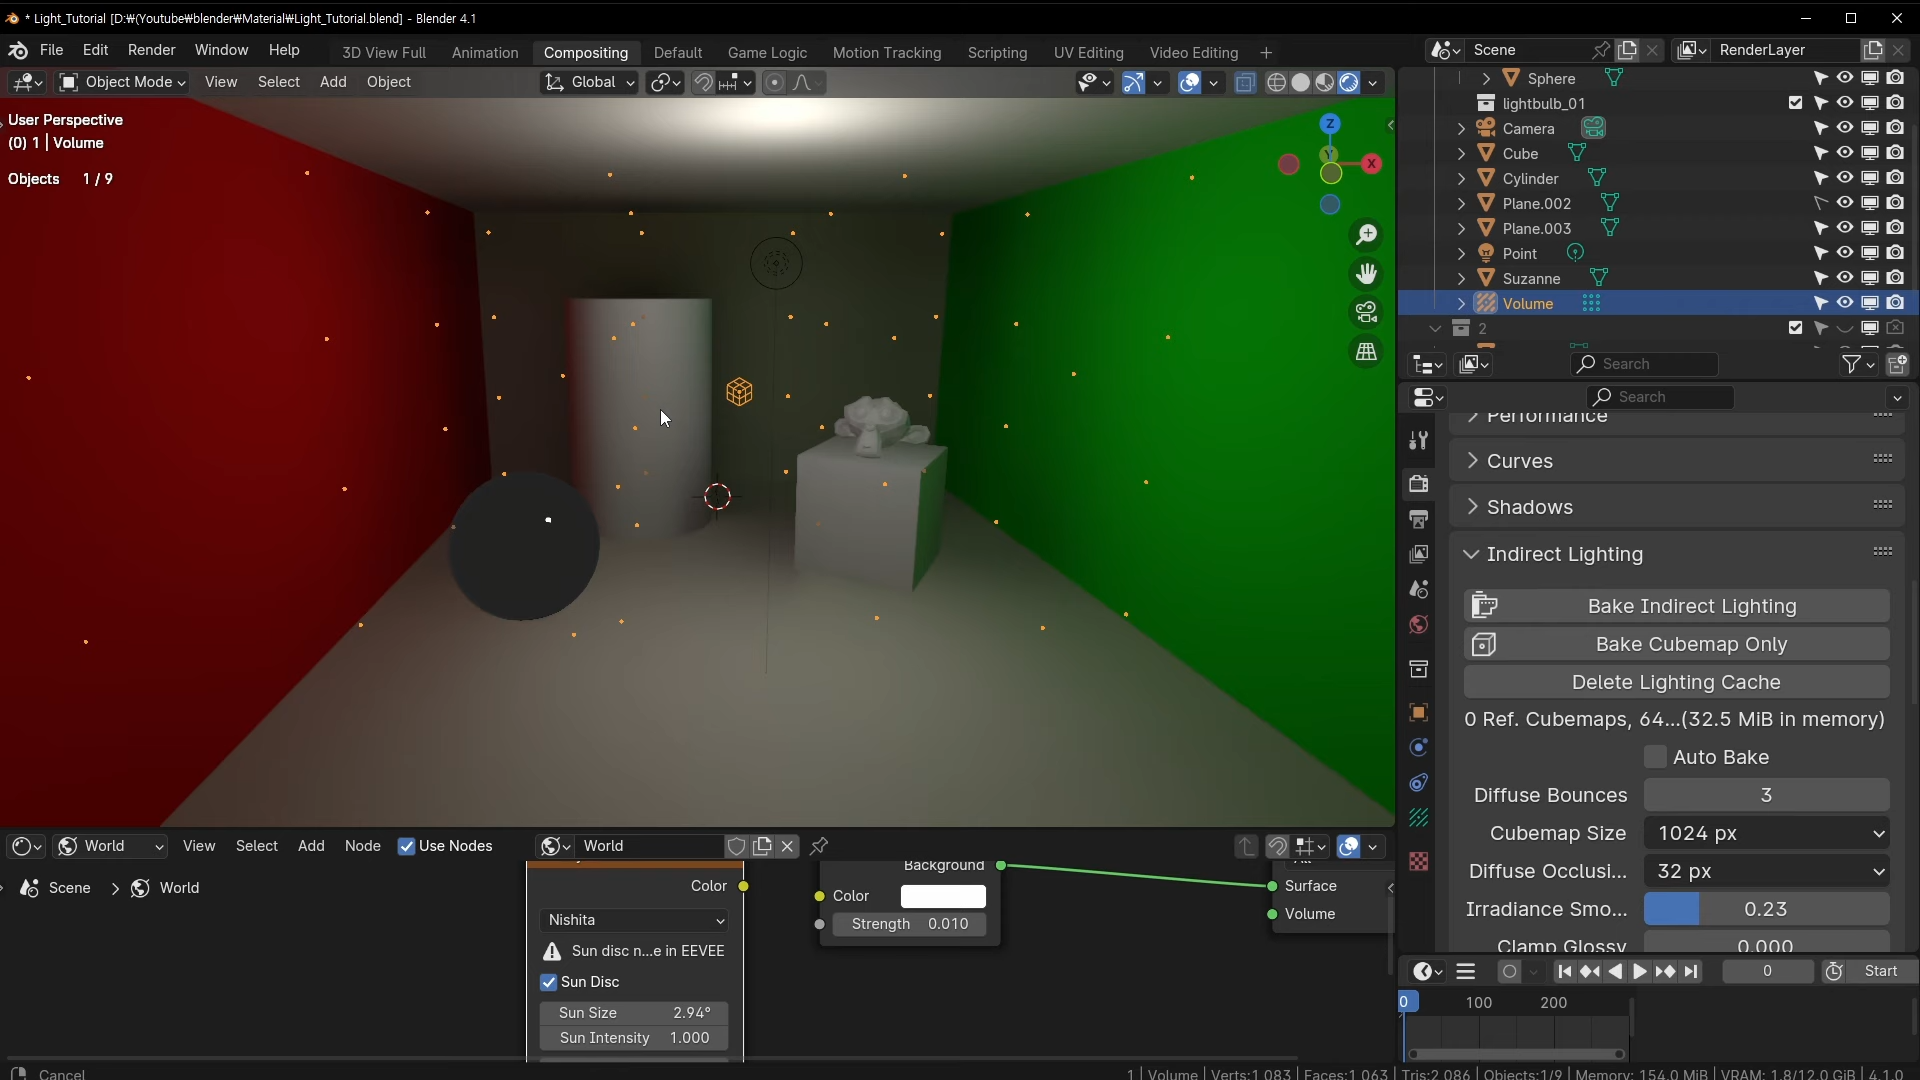 * Light_Tutorial [D:₩(Youtube₩blender₩Material₩Light_Tutorial.blend] - Blender 4.1
File Edit Render Window Help 3D View Full Animation Compositing Default Game Logic Motion Tracking Scripting UV Editing Video Editing + Scene RenderLayer
Object Mode View Select Add Object Global
User Perspective
(0) 1 | Volume
Objects 1 / 9
Z
Y
X
Sphere
lightbulb_01
Camera
Cube
Cylinder
Plane.002
Plane.003
Point
Suzanne
Volume
2
Search
Search
Performance
Curves
Shadows
Indirect Lighting
Bake Indirect Lighting
Bake Cubemap Only
Delete Lighting Cache
0 Ref. Cubemaps, 64...(32.5 MiB in memory)
Auto Bake
Diffuse Bounces 3
Cubemap Size 1024 px
Diffuse Occlusi... 32 px
Irradiance Smo... 0.23
Clamp Glossy 0.000
World View Select Add Node Use Nodes World
Scene > World
Color
Nishita
Sun disc n...e in EEVEE
Sun Disc
Sun Size 2.94°
Sun Intensity 1.000
Background
Color
Strength 0.010
All
Surface
Volume
0 Start
0 100 200
Cancel
1 | Volume | Verts:1,083 | Faces:1,063 | Tris:2,086 | Objects:1/9 | Memory: 154.0 MiB | VRAM: 1.8/12.0 GiB | 4.1.0